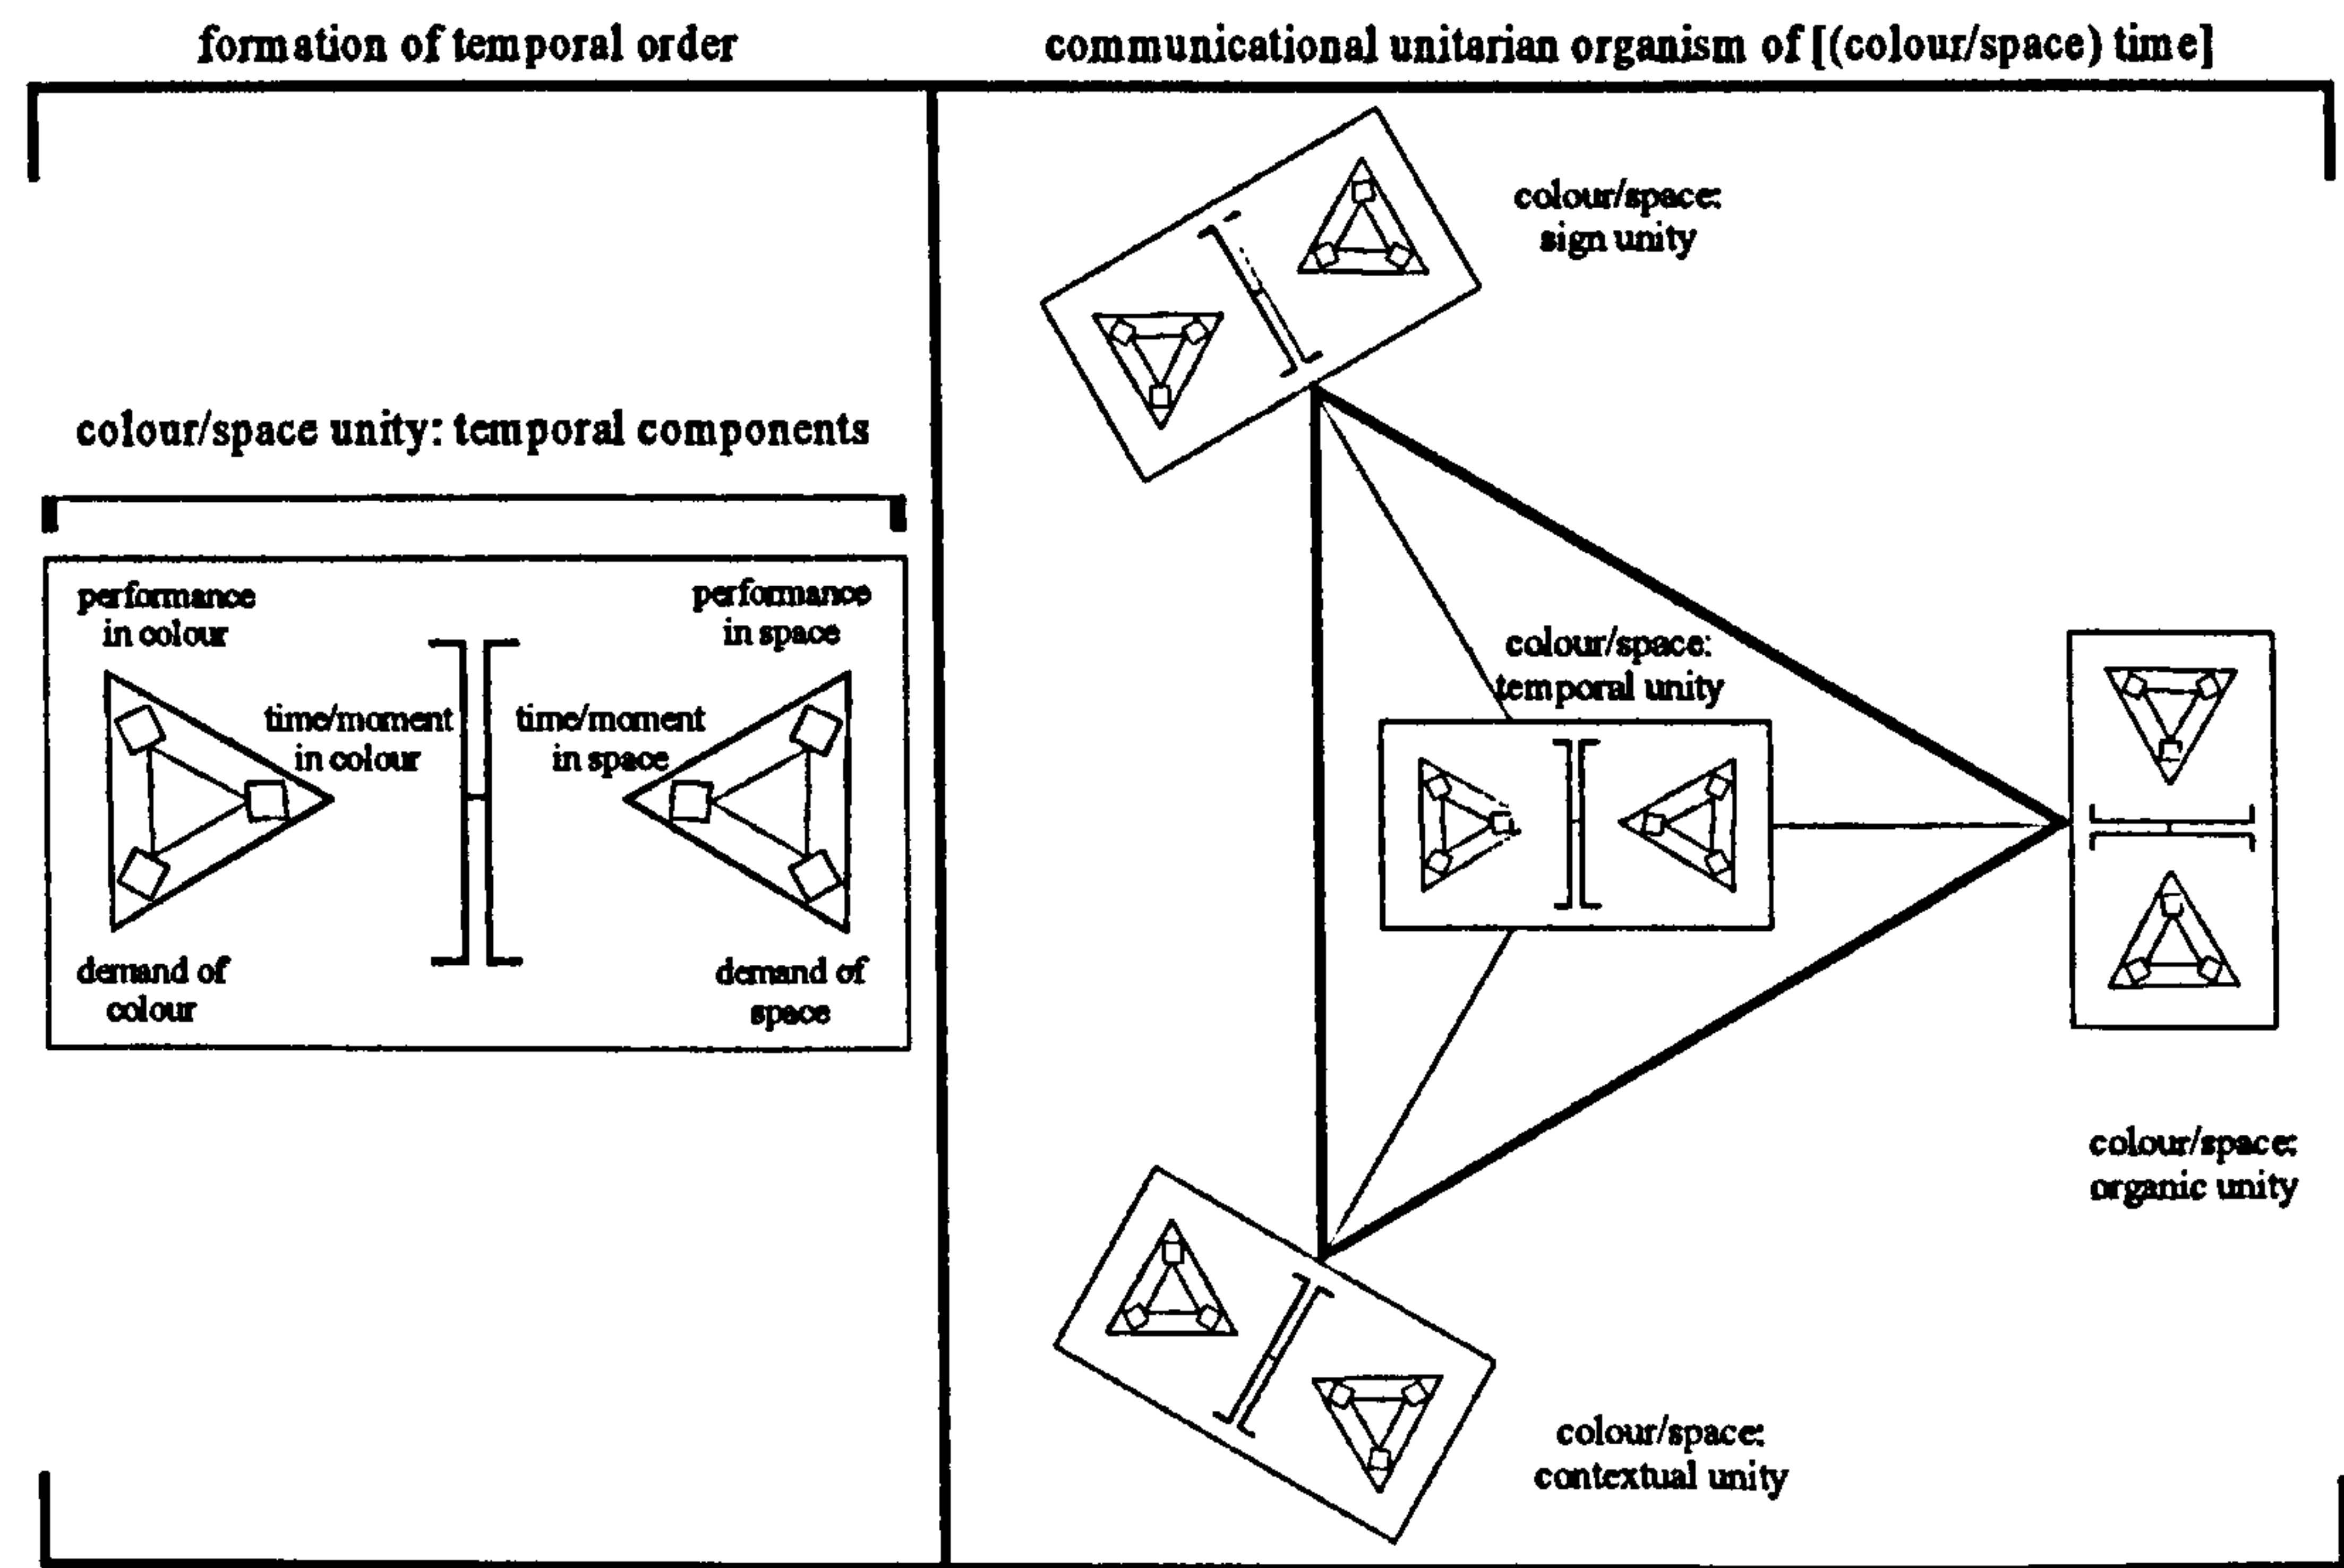 formation of temporal order
communicational unitarian organism of [(colour/space) time]
colour/space unity: temporal components
performance
in colour
performance
in space
time/moment
in colour
time/moment
in space
demand of
colour
demand of
space
colour/space:
sign unity
colour/space:
temporal unity
colour/space:
organic unity
colour/space:
contextual unity